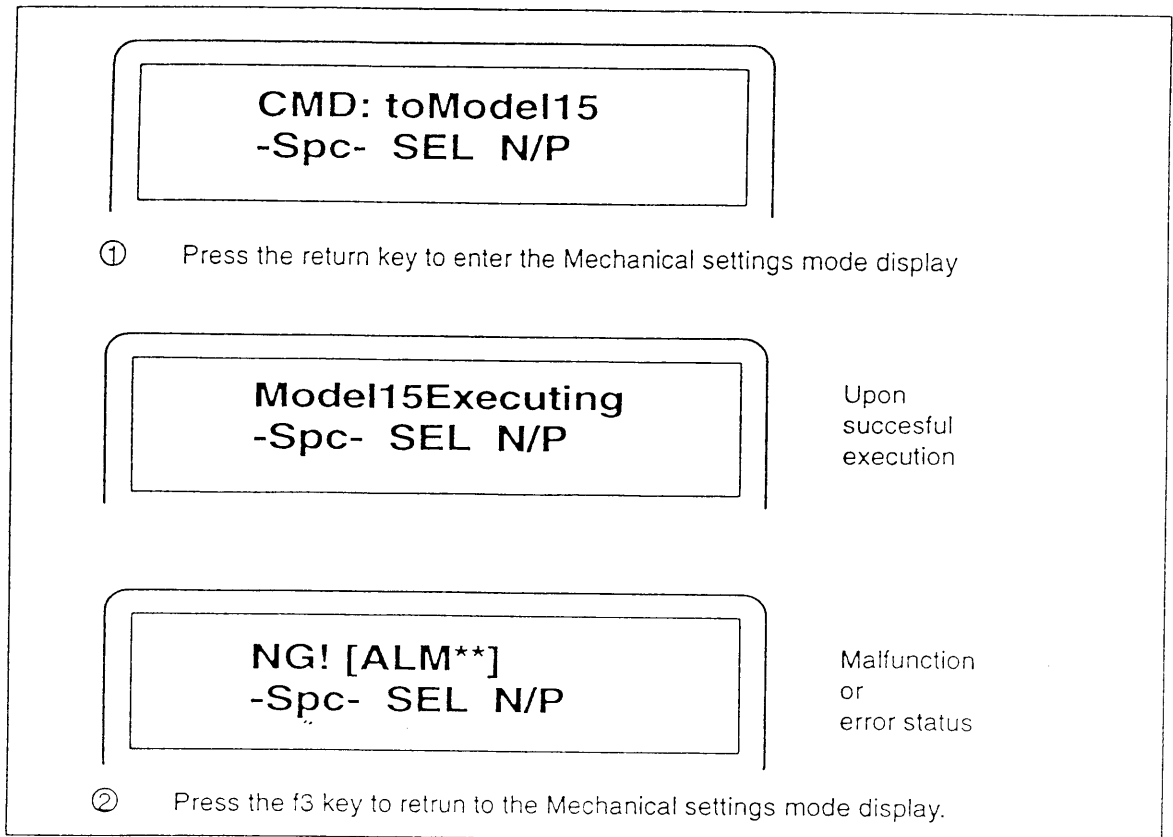 CMD: toModel15
-Spc- SEL N/P
① Press the return key to enter the Mechanical settings mode display
Model15Executing
-Spc- SEL N/P
Upon
succesful
execution
NG! [ALM**]
-Spc- SEL N/P
Malfunction
or
error status
② Press the f3 key to retrun to the Mechanical settings mode display.